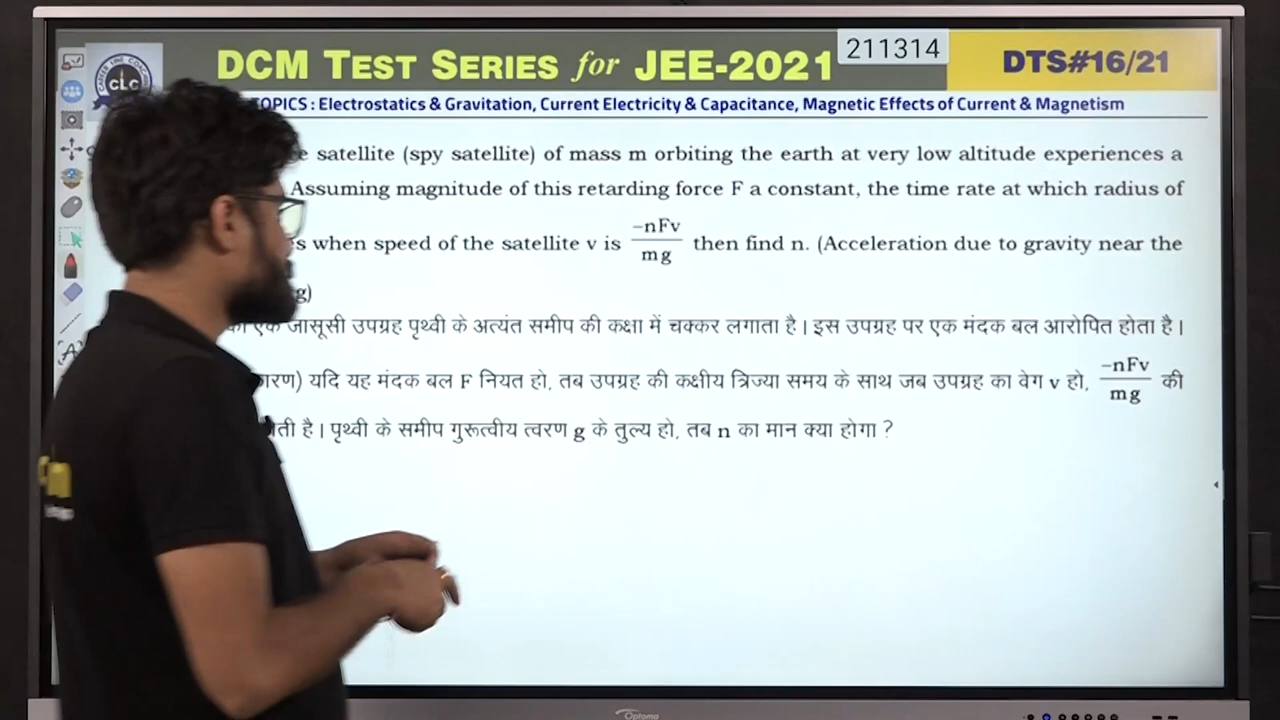 DCM TEST SERIES for JEE-2021
211314
DTS#16/21
CLC
TOPICS : Electrostatics & Gravitation, Current Electricity & Capacitance, Magnetic Effects of Current & Magnetism
satellite (spy satellite) of mass m orbiting the earth at very low altitude experiences a
Assuming magnitude of this retarding force F a constant, the time rate at which radius of
when speed of the satellite v is -nFv/mg then find n. (Acceleration due to gravity near the
g)
एक जासूसी उपग्रह पृथ्वी के अत्यंत समीप की कक्षा में चक्कर लगाता है। इस उपग्रह पर एक मंदक बल आरोपित होता है।
यदि यह मंदक बल F नियत हो, तब उपग्रह की कक्षीय त्रिज्या समय के साथ जब उपग्रह का वेग v हो, -nFv/mg की
है। पृथ्वी के समीप गुरूत्वीय त्वरण g के तुल्य हो, तब n का मान क्या होगा ?
Optoma